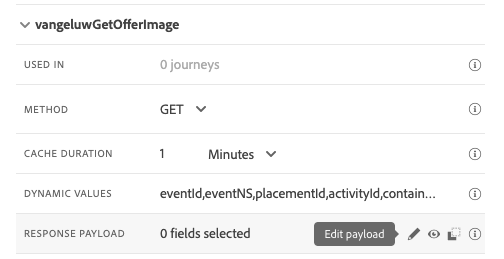 vangeluwGetOfferImage
USED IN 0 journeys
METHOD GET
CACHE DURATION 1 Minutes
DYNAMIC VALUES eventId,eventNS,placementId,activityId,contain...
RESPONSE PAYLOAD 0 fields selected Edit payload